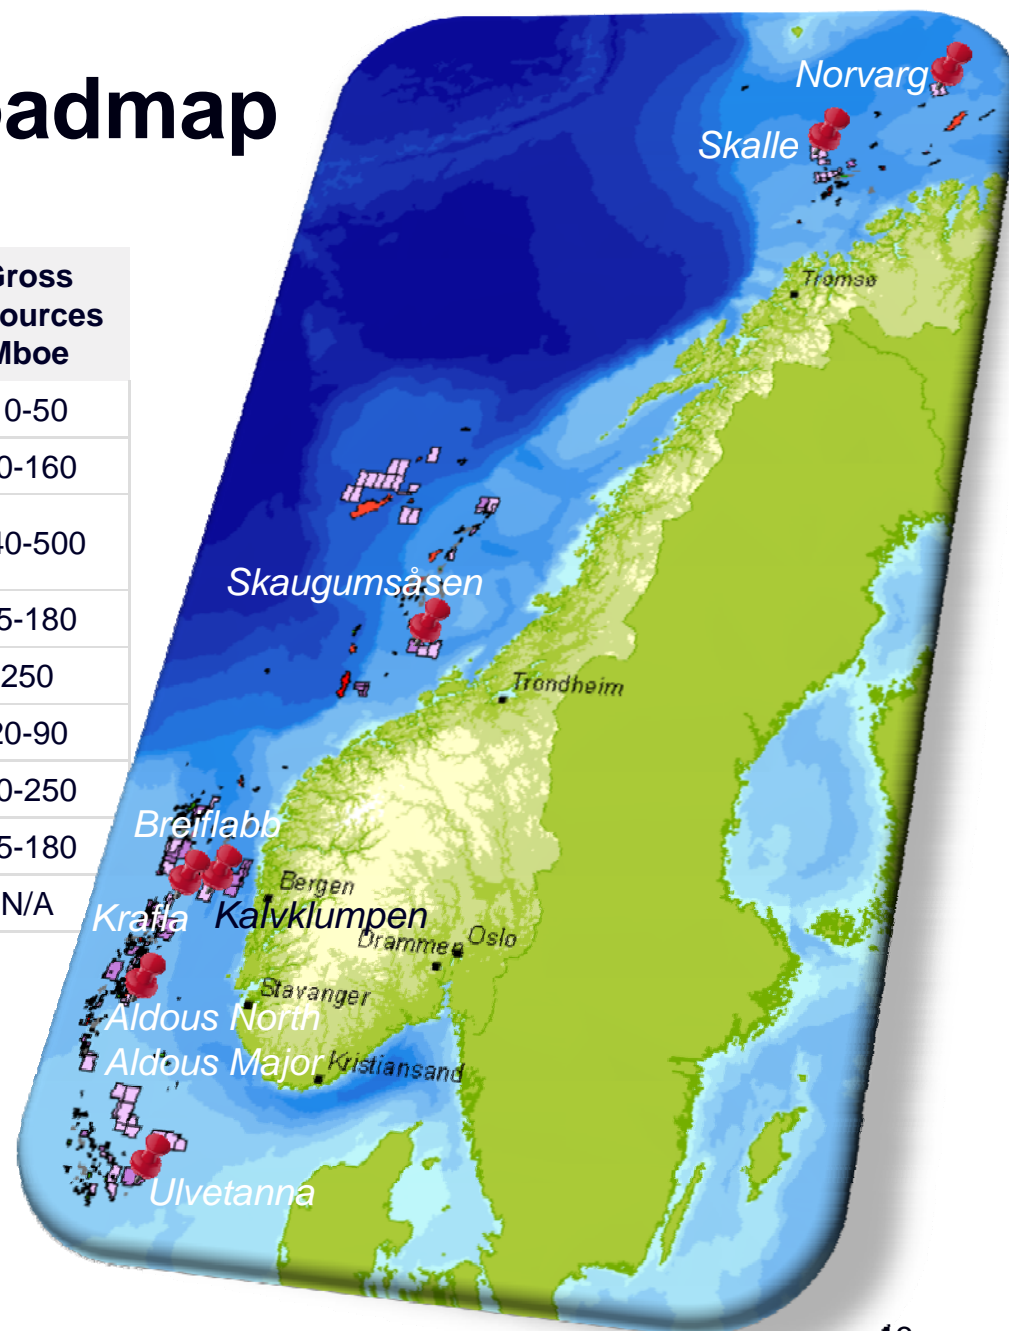 oadmap
Gross
ources
Mboe
0-50
0-160
40-500
5-180
250
20-90
0-250
5-180
N/A
Norvarg
Skalle
Tromsø
Skaugumsåsen
Trondheim
Breiflabb
Bergen
Krafla
Kalvklumpen
Drammen
Oslo
Stavanger
Aldous North
Aldous Major
Kristiansand
Ulvetanna